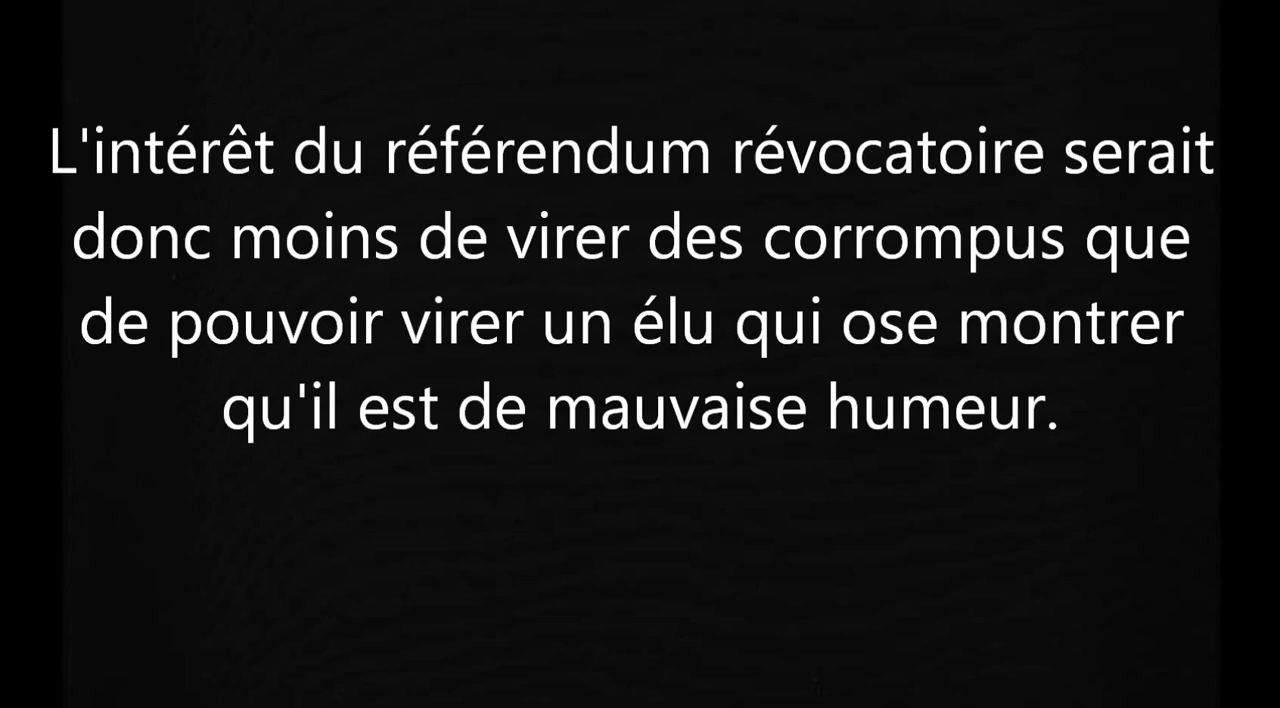 L'intérêt du référendum révocatoire serait
donc moins de virer des corrompus que
de pouvoir virer un élu qui ose montrer
qu'il est de mauvaise humeur.